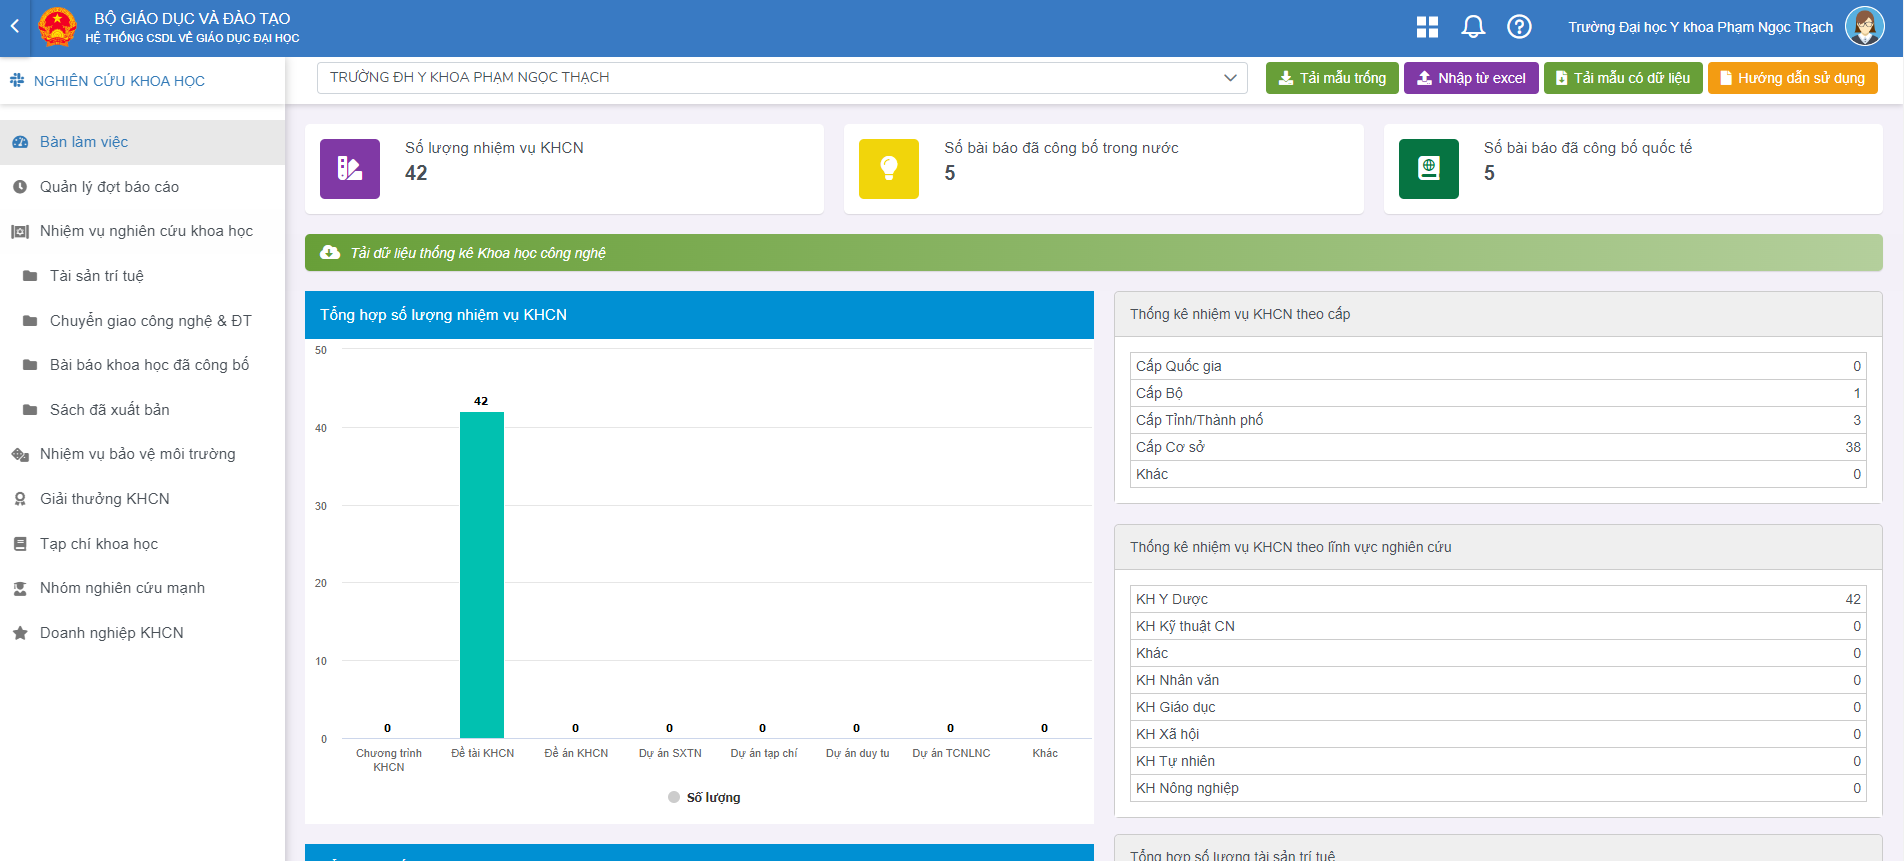 BỘ GIÁO DỤC VÀ ĐÀO TẠO
HỆ THỐNG CSDL VỀ GIÁO DỤC ĐẠI HỌC
Trường Đại học Y khoa Phạm Ngọc Thạch
NGHIÊN CỨU KHOA HỌC
TRƯỜNG ĐH Y KHOA PHẠM NGỌC THẠCH
Tải mẫu trống
Nhập từ excel
Tải mẫu có dữ liệu
Hướng dẫn sử dụng
Bàn làm việc
Quản lý đợt báo cáo
Nhiệm vụ nghiên cứu khoa học
Tài sản trí tuệ
Chuyển giao công nghệ & ĐT
Bài báo khoa học đã công bố
Sách đã xuất bản
Nhiệm vụ bảo vệ môi trường
Giải thưởng KHCN
Tạp chí khoa học
Nhóm nghiên cứu mạnh
Doanh nghiệp KHCN
Số lượng nhiệm vụ KHCN
42
Số bài báo đã công bố trong nước
5
Số bài báo đã công bố quốc tế
5
Tải dữ liệu thống kê Khoa học công nghệ
Tổng hợp số lượng nhiệm vụ KHCN
50
40
30
20
10
0
0
42
0
0
0
0
0
0
Chương trình KHCN
Đề tài KHCN
Đề án KHCN
Dự án SXTN
Dự án tạp chí
Dự án duy tu
Dự án TCNLNC
Khác
Số lượng
Thống kê nhiệm vụ KHCN theo cấp
Cấp Quốc gia 0
Cấp Bộ 1
Cấp Tỉnh/Thành phố 3
Cấp Cơ sở 38
Khác 0
Thống kê nhiệm vụ KHCN theo lĩnh vực nghiên cứu
KH Y Dược 42
KH Kỹ thuật CN 0
Khác 0
KH Nhân văn 0
KH Giáo dục 0
KH Xã hội 0
KH Tự nhiên 0
KH Nông nghiệp 0
Tổng hợp số lượng tài sản trí tuệ